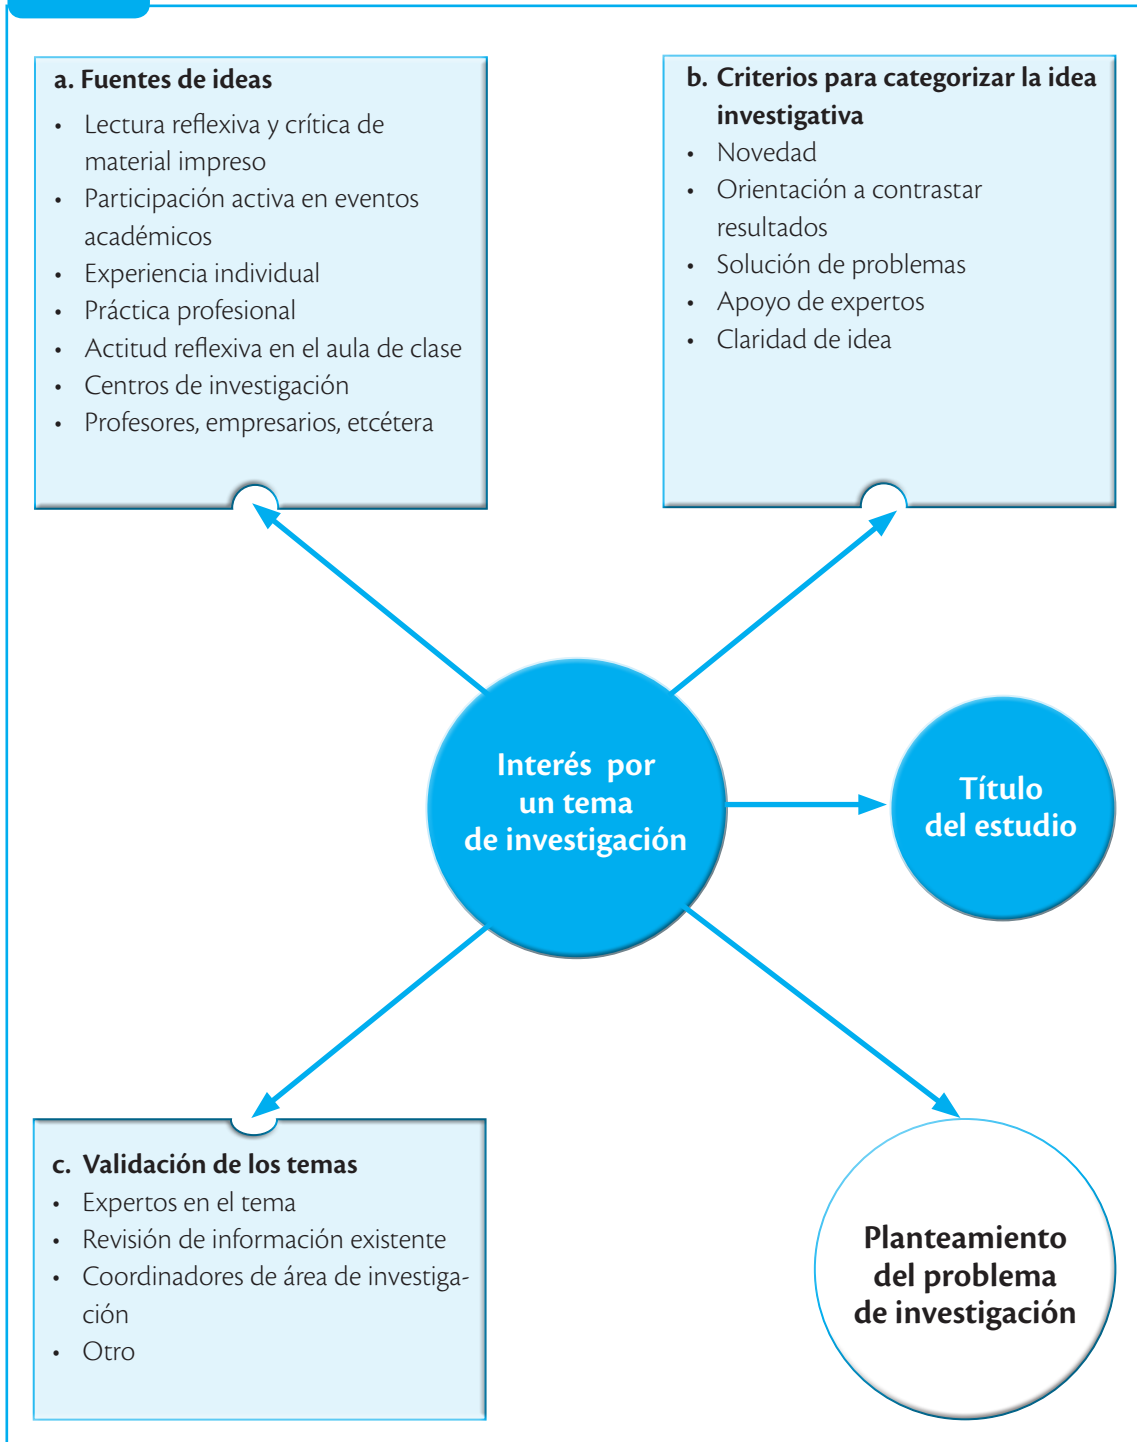 a. Fuentes de ideas
• Lectura reflexiva y crítica de
material impreso
• Participación activa en eventos
académicos
• Experiencia individual
• Práctica profesional
• Actitud reflexiva en el aula de clase
• Centros de investigación
• Profesores, empresarios, etcétera
b. Criterios para categorizar la idea
investigativa
• Novedad
• Orientación a contrastar
resultados
• Solución de problemas
• Apoyo de expertos
• Claridad de idea
Interés por
un tema
de investigación
Título
del estudio
c. Validación de los temas
• Expertos en el tema
• Revisión de información existente
• Coordinadores de área de investiga-
ción
• Otro
Planteamiento
del problema
de investigación